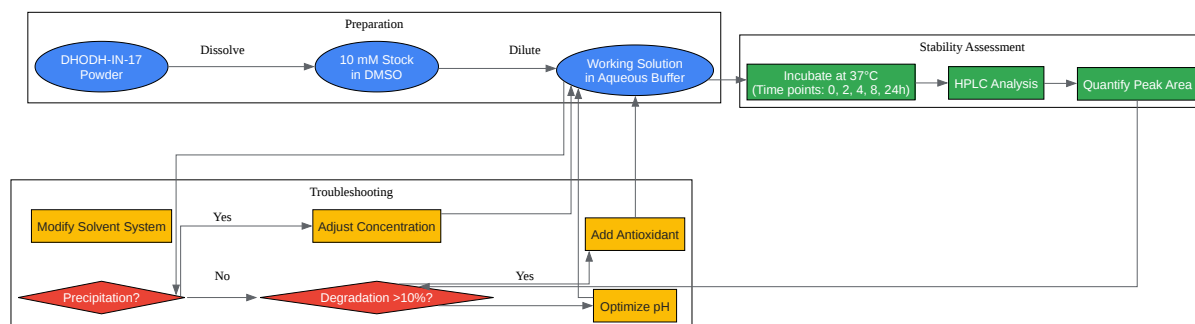 Preparation
DHODH-IN-17
Powder
Dissolve
10 mM Stock
in DMSO
Dilute
Working Solution
in Aqueous Buffer
Stability Assessment
Incubate at 37°C
(Time points: 0, 2, 4, 8, 24h)
HPLC Analysis
Quantify Peak Area
Troubleshooting
Modify Solvent System
Yes
Adjust Concentration
Add Antioxidant
Precipitation?
No
Degradation >10%?
Yes
Optimize pH